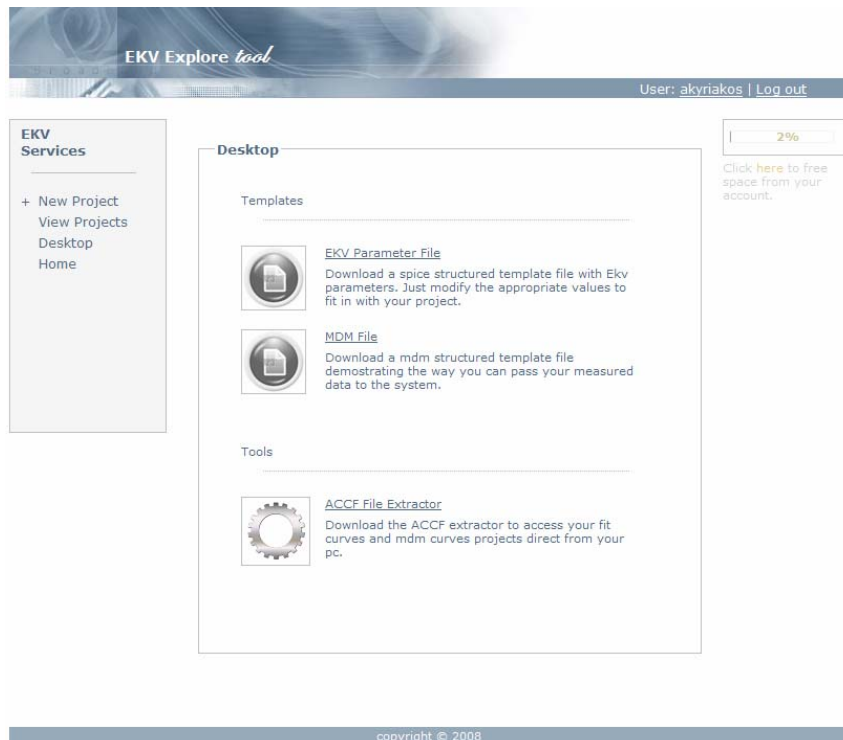 EKV Explore tool
User: akyriakos | Log out
EKV
Services
+ New Project
View Projects
Desktop
Home
Desktop
Templates
EKV Parameter File
Download a spice structured template file with Ekv
parameters. Just modify the appropriate values to
fit in with your project.
MDM File
Download a mdm structured template file
demostrating the way you can pass your measured
data to the system.
Tools
ACCF File Extractor
Download the ACCF extractor to access your fit
curves and mdm curves projects direct from your
pc.
2%
Click here to free
space from your
account.
copyright © 2008